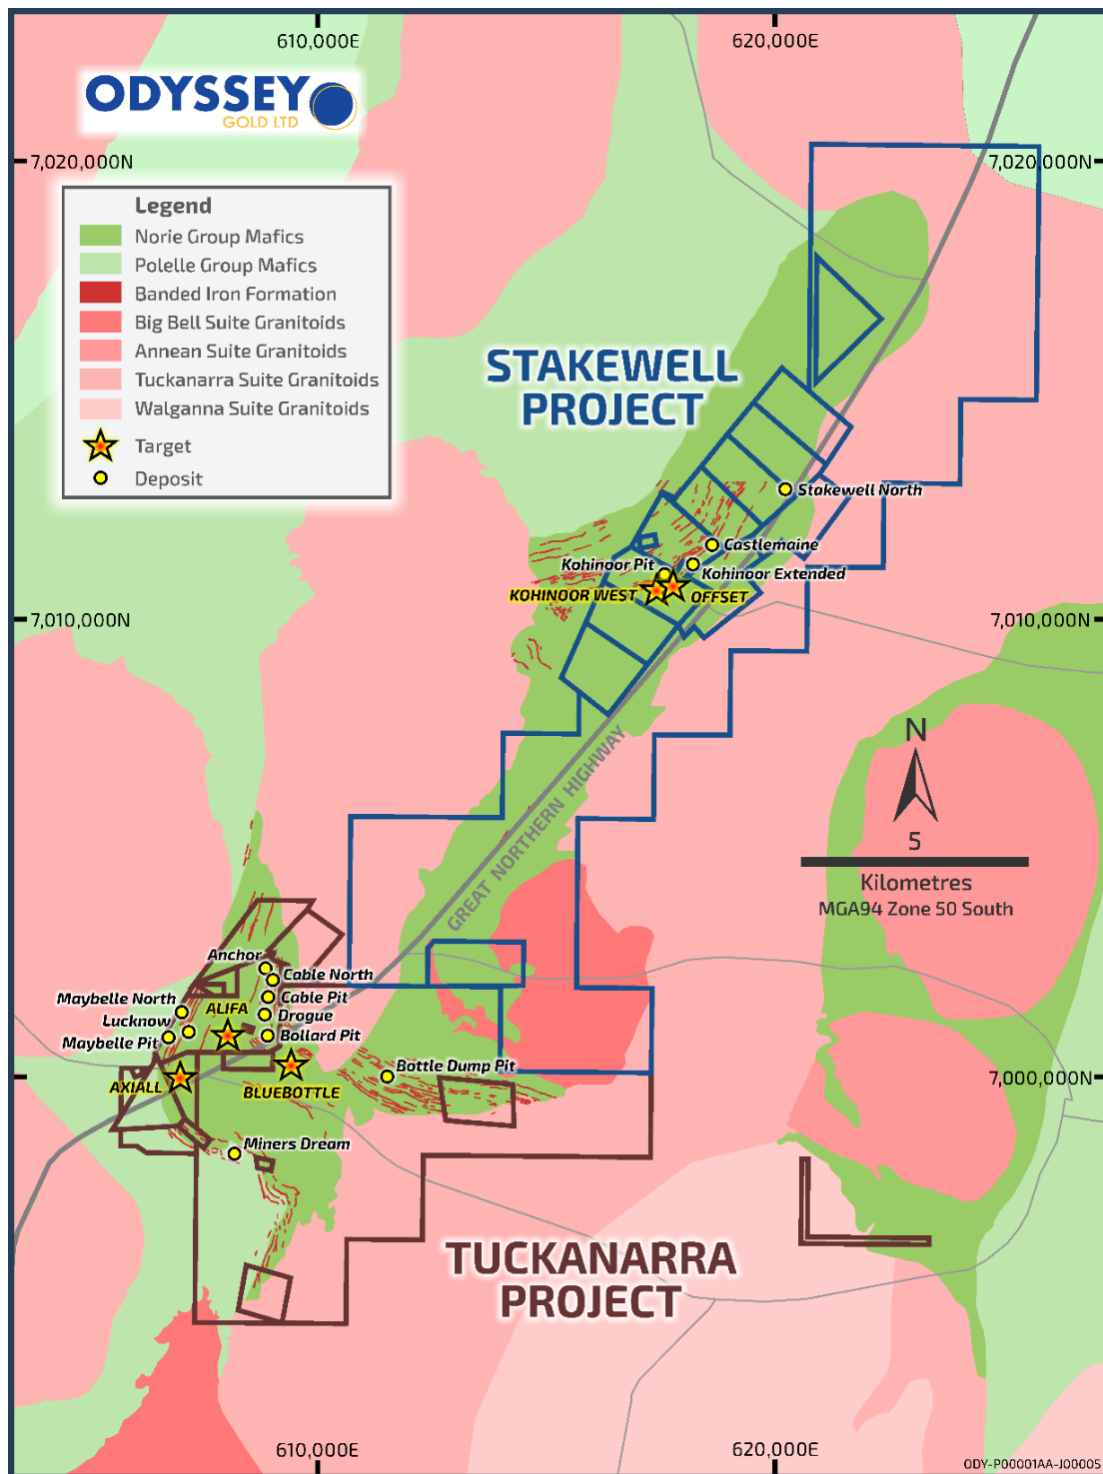 610,000E
620,000E
ODYSSEY
GOLD LTD
7,020,000N
7,020,000N
Legend
Norie Group Mafics
Polelle Group Mafics
Banded Iron Formation
Big Bell Suite Granitoids
Annean Suite Granitoids
Tuckanarra Suite Granitoids
Walganna Suite Granitoids
Target
Deposit
STAKEWELL
PROJECT
Stakewell North
Castlemaine
Kohinoor Pit
Kohinoor Extended
KOHINOOR WEST
OFFSET
7,010,000N
7,010,000N
GREAT NORTHERN HIGHWAY
N
5
Kilometres
MGA94 Zone 50 South
Anchor
Cable North
Maybelle North
Cable Pit
ALIFA
Drogue
Lucknow
Bollard Pit
Maybelle Pit
Bottle Dump Pit
AXIALL
BLUEBOTTLE
7,000,000N
Miners Dream
TUCKANARRA
PROJECT
610,000E
620,000E
ODY-P00001AA-J00005